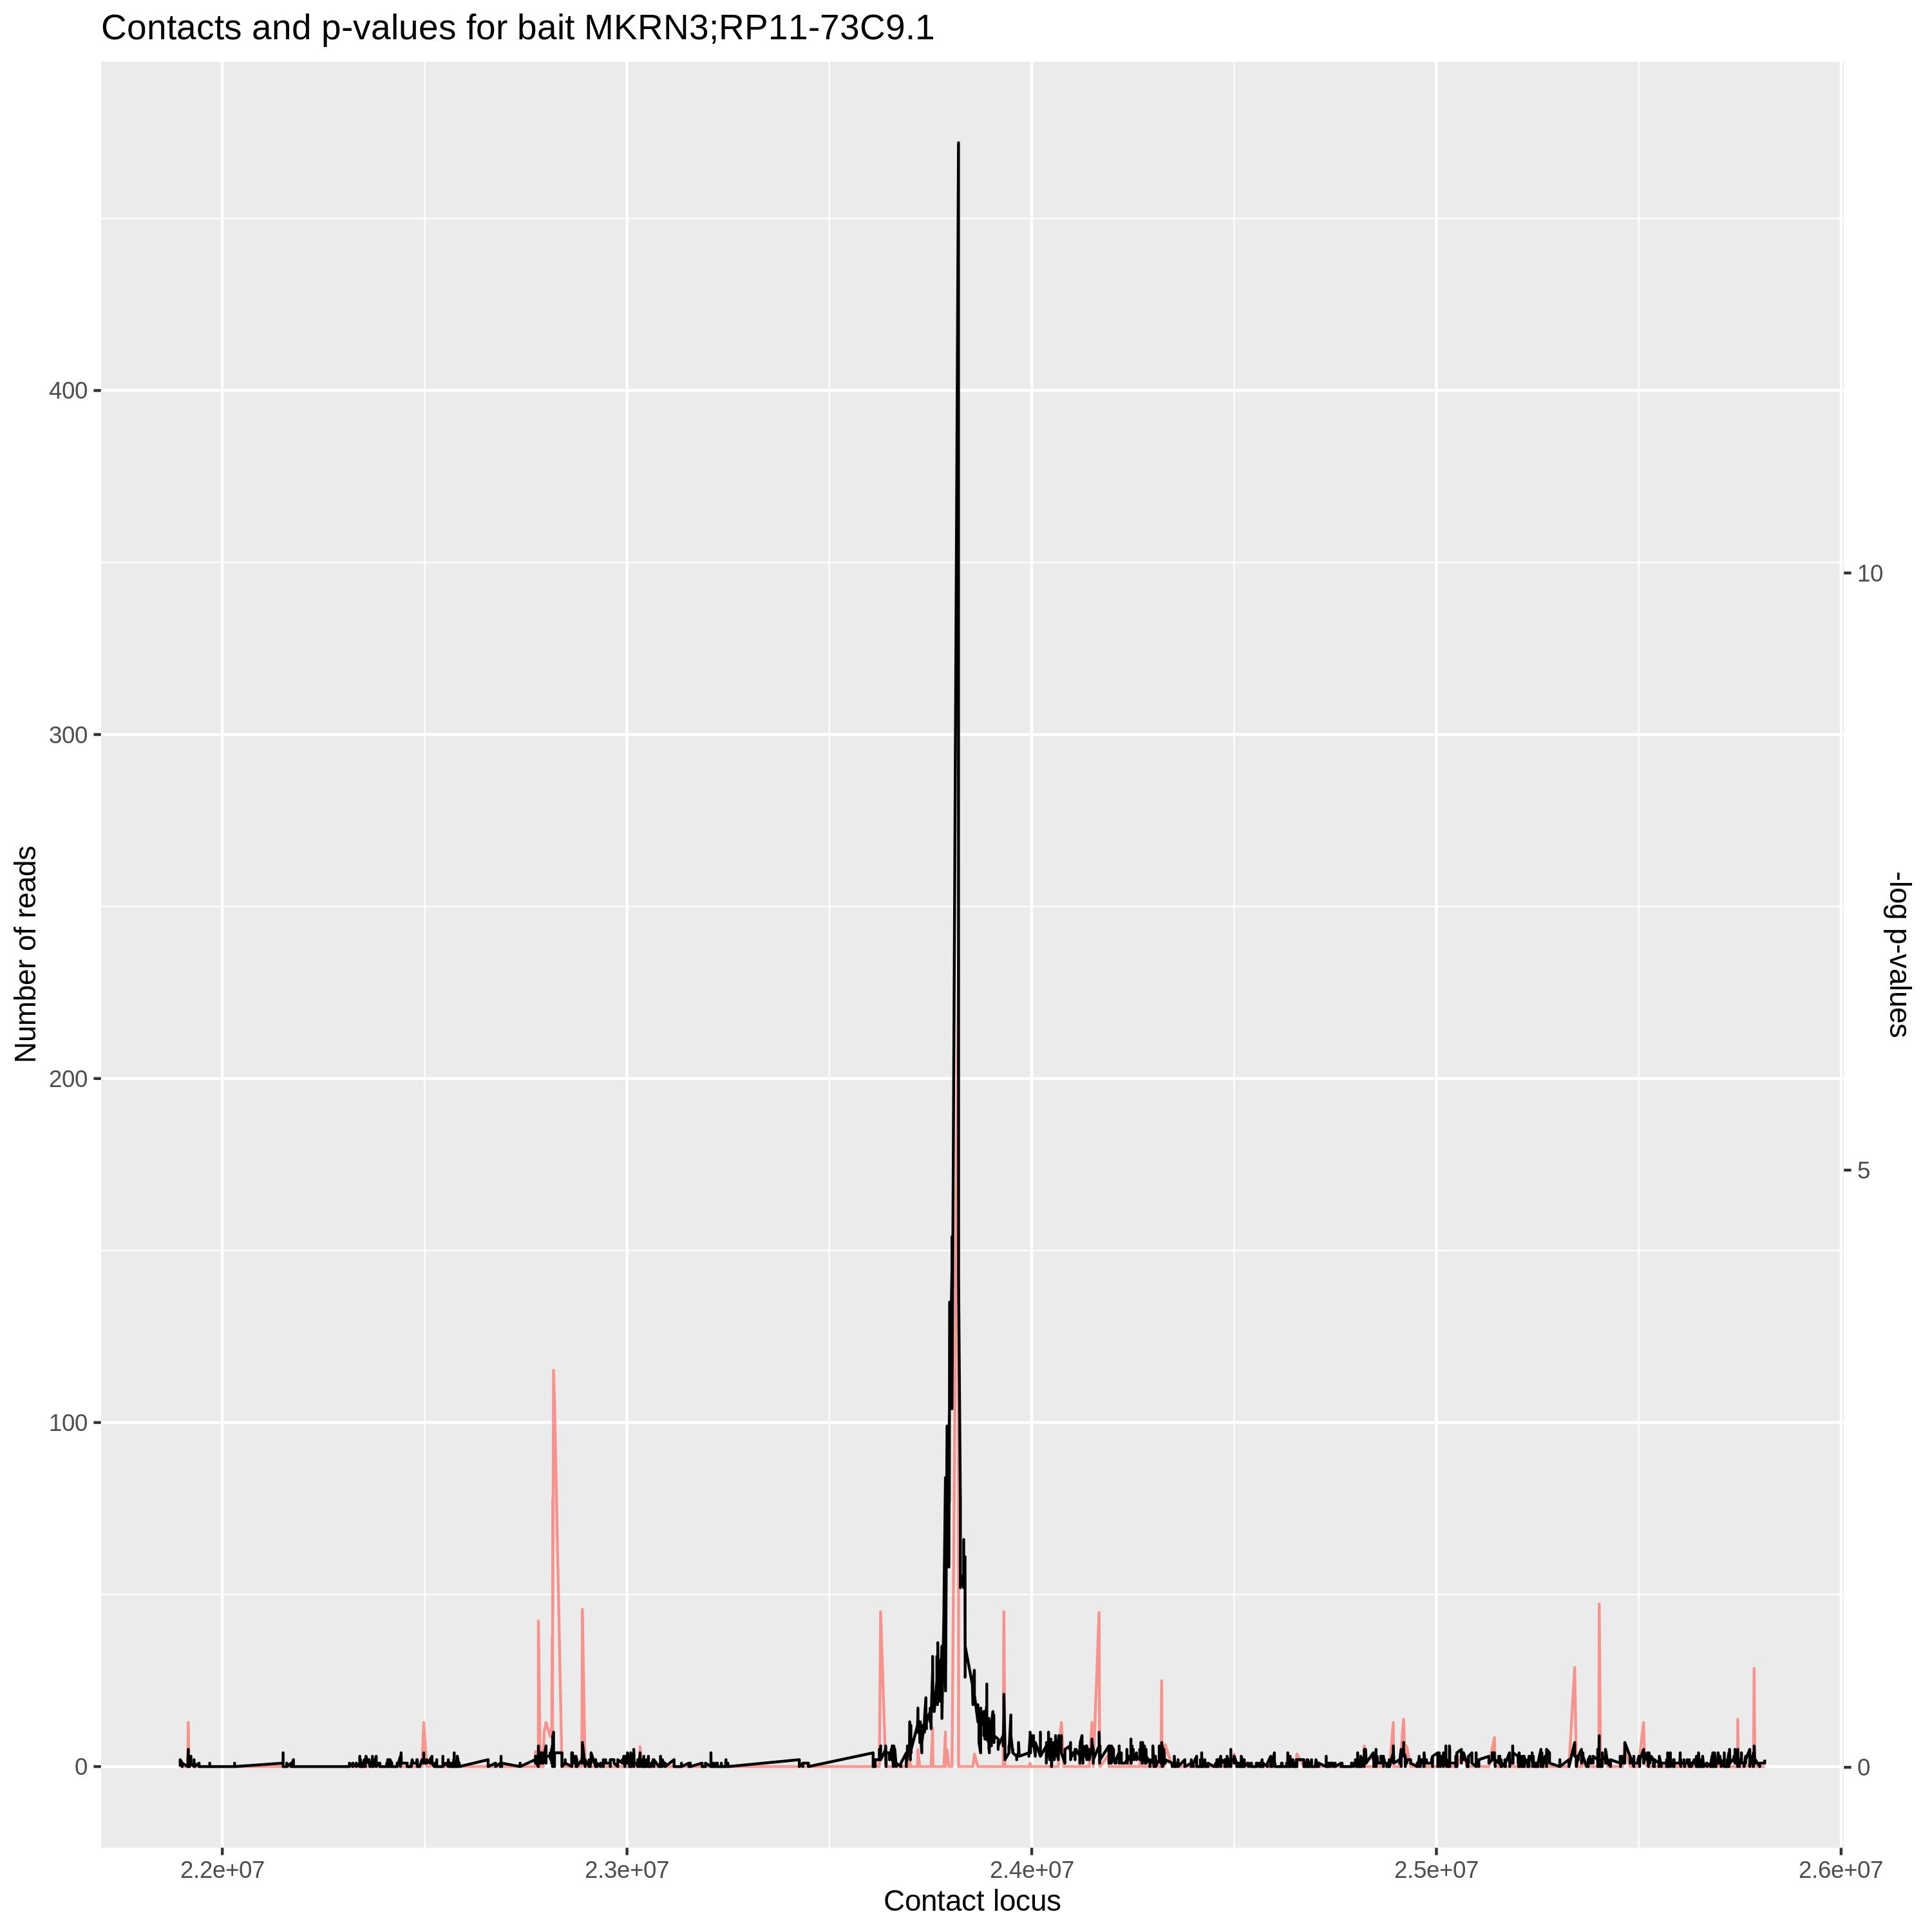 Contacts and p-values for bait MKRN3;RP11-73C9.1
Number of reads
400
300
200
100
0
10
5
0
-log p-values
2.2e+07
2.3e+07
2.4e+07
2.5e+07
2.6e+07
Contact locus